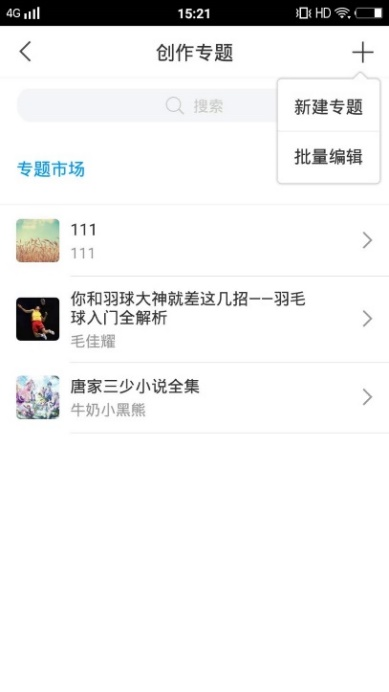 4G 15:21 HD
创作专题
搜索
新建专题
批量编辑
专题市场
111
111
你和羽球大神就差这几招——羽毛
球入门全解析
毛佳耀
唐家三少小说全集
牛奶小黑熊